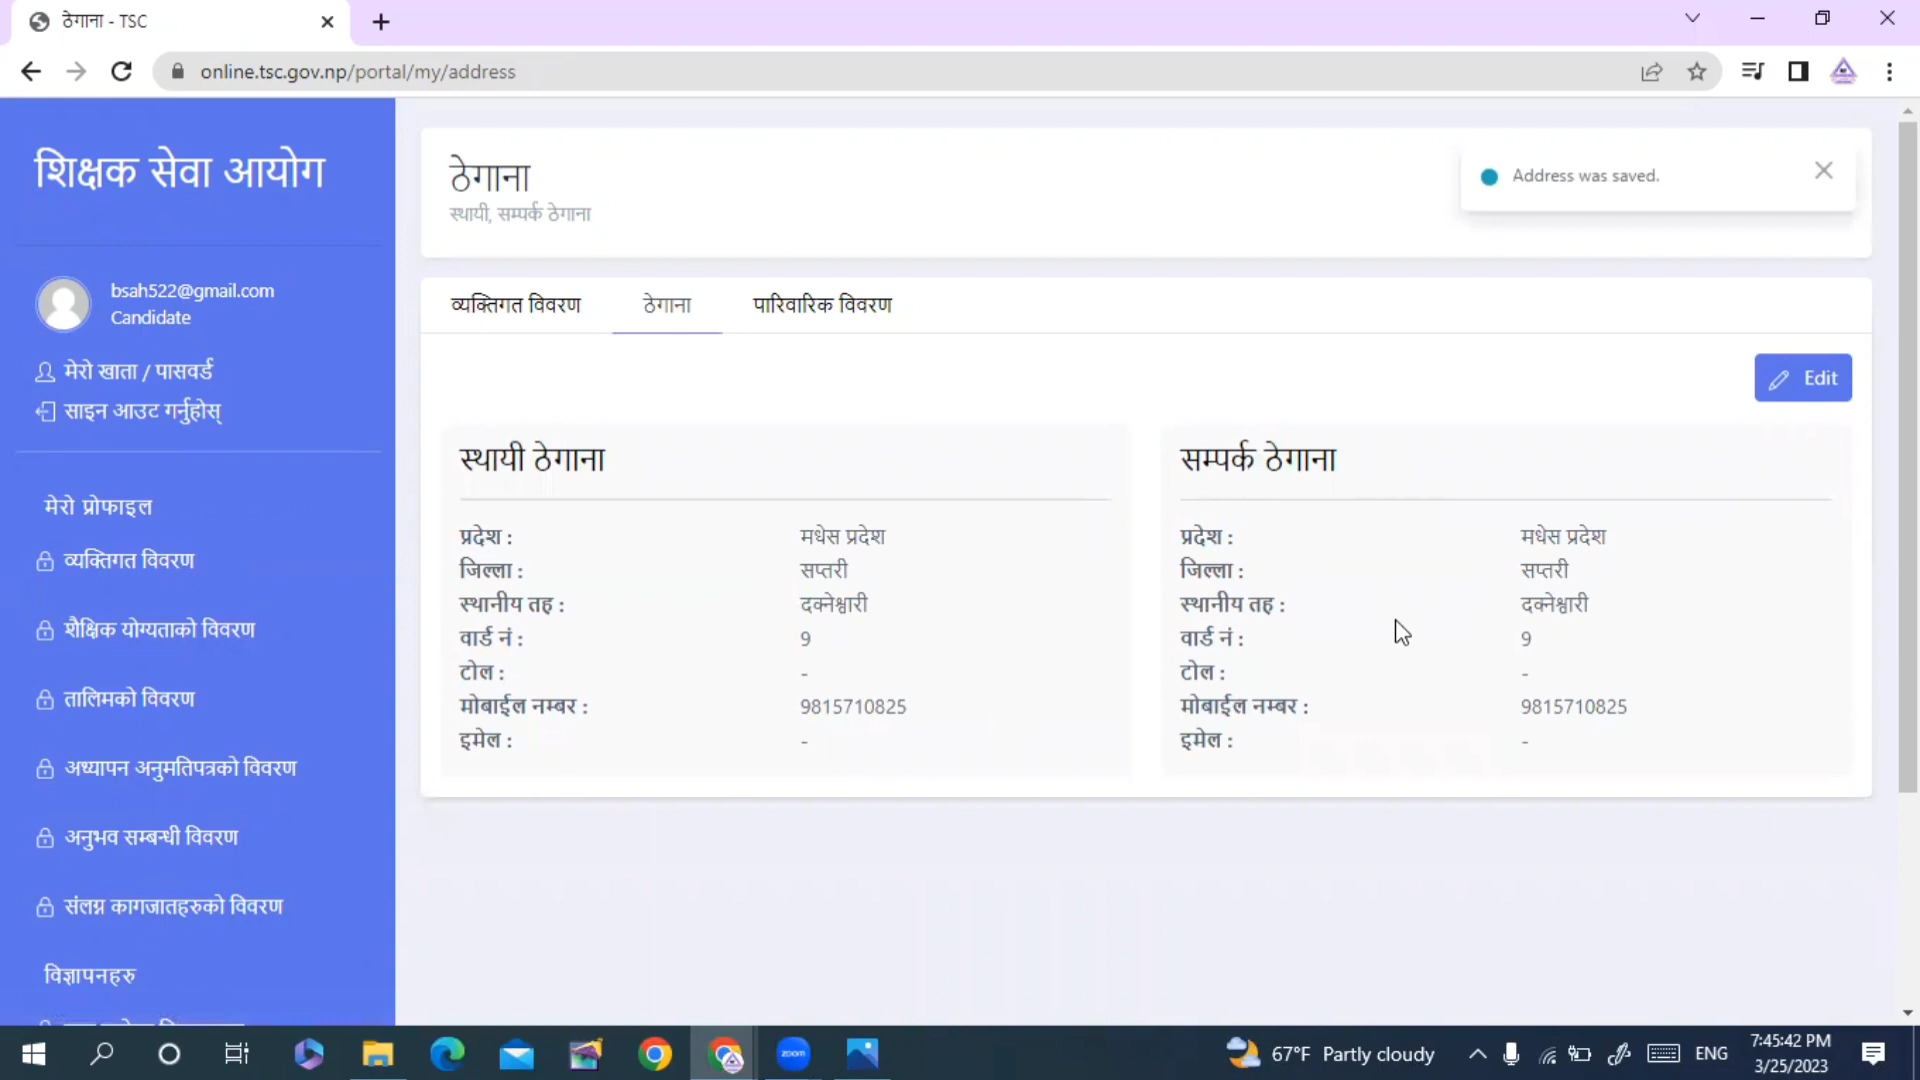 ठेगाना - TSC
online.tsc.gov.np/portal/my/address
शिक्षक सेवा आयोग
bsah522@gmail.com
Candidate
मेरो खाता / पासवर्ड
साइन आउट गर्नुहोस्
मेरो प्रोफाइल
व्यक्तिगत विवरण
शैक्षिक योग्यताको विवरण
तालिमको विवरण
अध्यापन अनुमतिपत्रको विवरण
अनुभव सम्बन्धी विवरण
संलग्न कागजातहरुको विवरण
विज्ञापनहरु
ठेगाना
स्थायी, सम्पर्क ठेगाना
Address was saved.
व्यक्तिगत विवरण ठेगाना पारिवारिक विवरण
Edit
स्थायी ठेगाना
प्रदेश : मधेस प्रदेश
जिल्ला : सप्तरी
स्थानीय तह : दक्नेश्वारी
वार्ड नं : 9
टोल : -
मोबाईल नम्बर : 9815710825
इमेल : -
सम्पर्क ठेगाना
प्रदेश : मधेस प्रदेश
जिल्ला : सप्तरी
स्थानीय तह : दक्नेश्वारी
वार्ड नं : 9
टोल : -
मोबाईल नम्बर : 9815710825
इमेल : -
zoom
67°F Partly cloudy
ENG
7:45:42 PM
3/25/2023